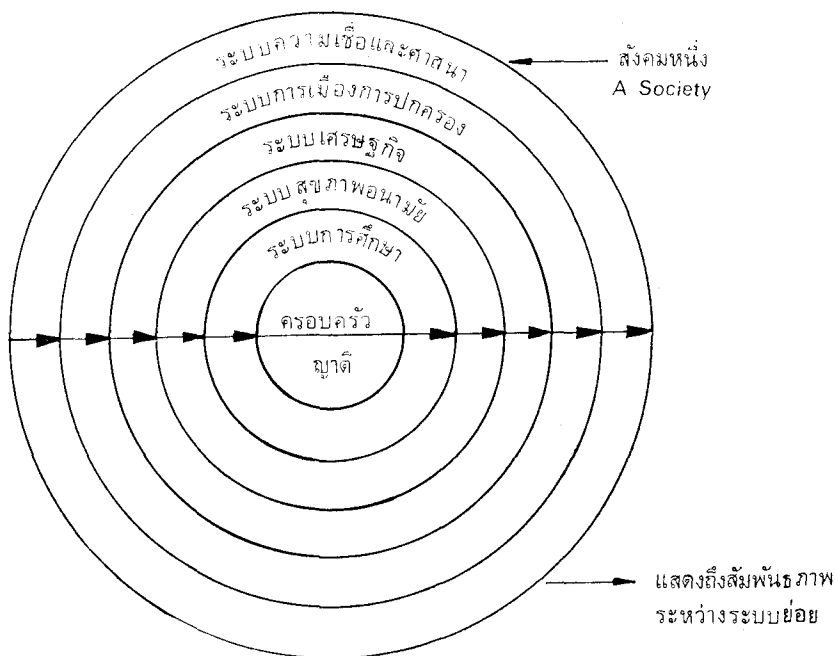 ระบบความเชื่อและศาสนา
สังคมหนึ่ง
A Society
ระบบการเมืองการปกครอง
ระบบเศรษฐกิจ
ระบบสุขภาพอนามัย
ระบบการศึกษา
ครอบครัว
ญาติ
แสดงถึงสัมพันธภาพ
ระหว่างระบบย่อย